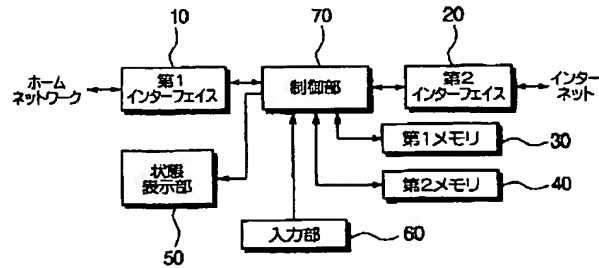 10
70
20
ホーム
ネットワーク
第1
インターフェイス
制御部
第2
インターフェイス
インター
ネット
第1メモリ
30
状態
表示部
第2メモリ
40
50
入力部
60